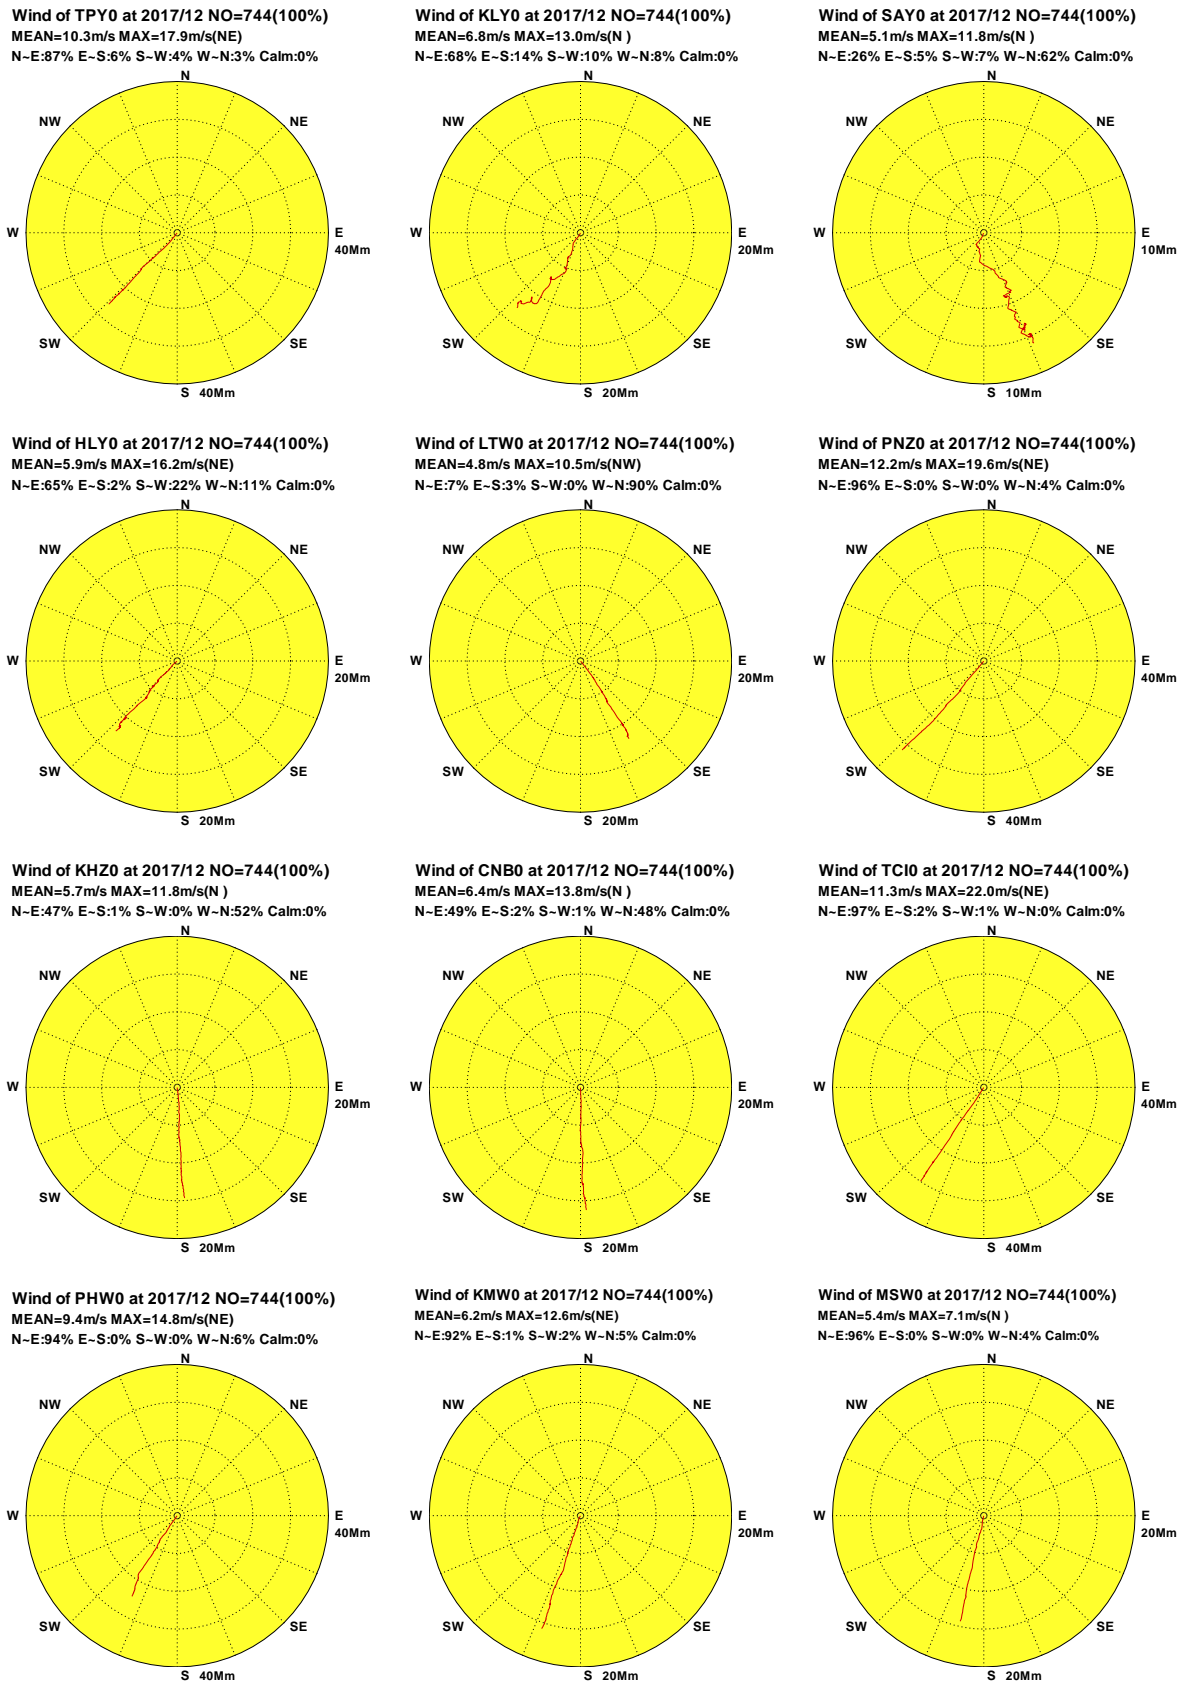 Wind of TPY0 at 2017/12 NO=744(100%)
MEAN=10.3m/s MAX=17.9m/s(NE)
N~E:87% E~S:6% S~W:4% W~N:3% Calm:0%
N
NW
NE
W
E
40Mm
SW
SE
S 40Mm
Wind of KLY0 at 2017/12 NO=744(100%)
MEAN=6.8m/s MAX=13.0m/s(N )
N~E:68% E~S:14% S~W:10% W~N:8% Calm:0%
N
NW
NE
W
E
20Mm
SW
SE
S 20Mm
Wind of SAY0 at 2017/12 NO=744(100%)
MEAN=5.1m/s MAX=11.8m/s(N )
N~E:26% E~S:5% S~W:7% W~N:62% Calm:0%
N
NW
NE
W
E
10Mm
SW
SE
S 10Mm
Wind of HLY0 at 2017/12 NO=744(100%)
MEAN=5.9m/s MAX=16.2m/s(NE)
N~E:65% E~S:2% S~W:22% W~N:11% Calm:0%
N
NW
NE
W
E
20Mm
SW
SE
S 20Mm
Wind of LTW0 at 2017/12 NO=744(100%)
MEAN=4.8m/s MAX=10.5m/s(NW)
N~E:7% E~S:3% S~W:0% W~N:90% Calm:0%
N
NW
NE
W
E
20Mm
SW
SE
S 20Mm
Wind of PNZ0 at 2017/12 NO=744(100%)
MEAN=12.2m/s MAX=19.6m/s(NE)
N~E:96% E~S:0% S~W:0% W~N:4% Calm:0%
N
NW
NE
W
E
40Mm
SW
SE
S 40Mm
Wind of KHZ0 at 2017/12 NO=744(100%)
MEAN=5.7m/s MAX=11.8m/s(N )
N~E:47% E~S:1% S~W:0% W~N:52% Calm:0%
N
NW
NE
W
E
20Mm
SW
SE
S 20Mm
Wind of CNB0 at 2017/12 NO=744(100%)
MEAN=6.4m/s MAX=13.8m/s(N )
N~E:49% E~S:2% S~W:1% W~N:48% Calm:0%
N
NW
NE
W
E
20Mm
SW
SE
S 20Mm
Wind of TCI0 at 2017/12 NO=744(100%)
MEAN=11.3m/s MAX=22.0m/s(NE)
N~E:97% E~S:2% S~W:1% W~N:0% Calm:0%
N
NW
NE
W
E
40Mm
SW
SE
S 40Mm
Wind of PHW0 at 2017/12 NO=744(100%)
MEAN=9.4m/s MAX=14.8m/s(NE)
N~E:94% E~S:0% S~W:0% W~N:6% Calm:0%
N
NW
NE
W
E
40Mm
SW
SE
S 40Mm
Wind of KMW0 at 2017/12 NO=744(100%)
MEAN=6.2m/s MAX=12.6m/s(NE)
N~E:92% E~S:1% S~W:2% W~N:5% Calm:0%
N
NW
NE
W
E
20Mm
SW
SE
S 20Mm
Wind of MSW0 at 2017/12 NO=744(100%)
MEAN=5.4m/s MAX=7.1m/s(N )
N~E:96% E~S:0% S~W:0% W~N:4% Calm:0%
N
NW
NE
W
E
20Mm
SW
SE
S 20Mm